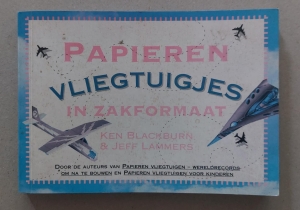 PAPIEREN
VLIEGTUIGJES
IN ZAKFORMAAT
KEN BLACKBURN
& JEFF LAMMERS
DOOR DE AUTEURS VAN PAPIEREN VLIEGTUIGEN - WERELDRECORDS
OM NA TE BOUWEN EN PAPIEREN VLIEGTUIGEN VOOR KINDEREN